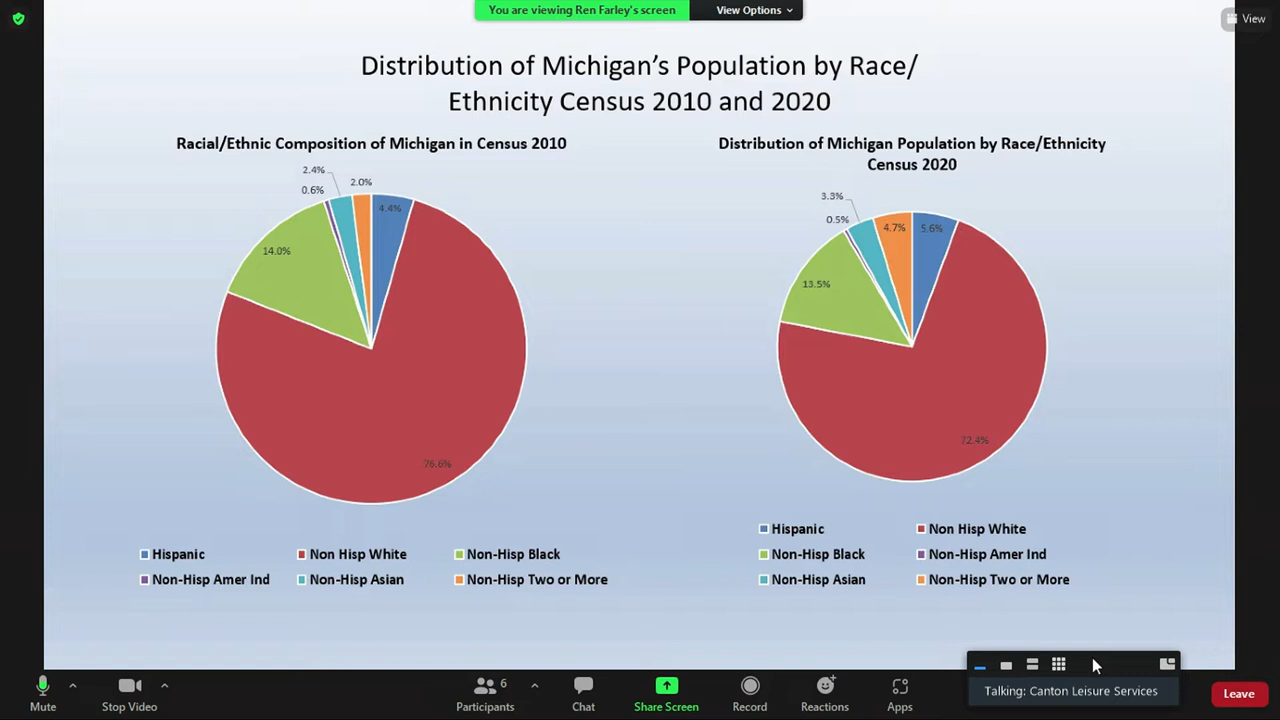 You are viewing Ren Farley's screen
View Options
View
Distribution of Michigan's Population by Race/
Ethnicity Census 2010 and 2020
Racial/Ethnic Composition of Michigan in Census 2010
2.4%
2.0%
0.6%
4.4%
14.0%
76.6%
Hispanic
Non Hisp White
Non-Hisp Black
Non-Hisp Amer Ind
Non-Hisp Asian
Non-Hisp Two or More
Distribution of Michigan Population by Race/Ethnicity
Census 2020
3.3%
0.5%
4.7%
5.6%
13.5%
72.4%
Hispanic
Non Hisp White
Non-Hisp Black
Non-Hisp Amer Ind
Non-Hisp Asian
Non-Hisp Two or More
Talking: Canton Leisure Services
Mute
Stop Video
6
Participants
Chat
Share Screen
Record
Reactions
Apps
Leave